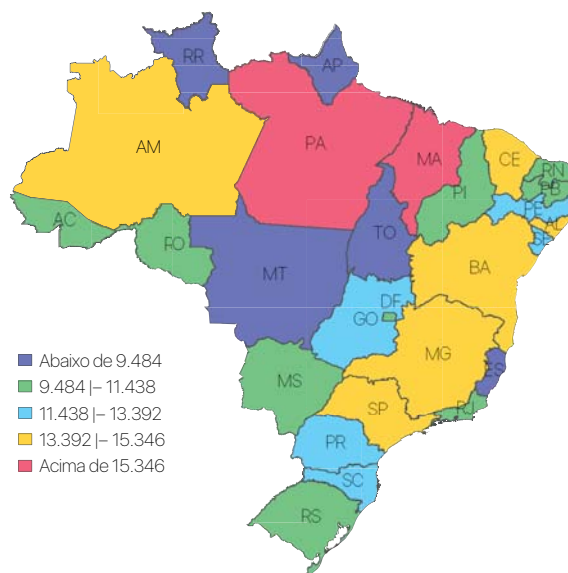 RR
AP
AM
PA
MA
CE
RN
PB
PI
PE
AL
SE
AC
RO
TO
BA
MT
DF
GO
MG
ES
MS
SP
RJ
PR
SC
RS
Abaixo de 9.484
9.484 |– 11.438
11.438 |– 13.392
13.392 |– 15.346
Acima de 15.346